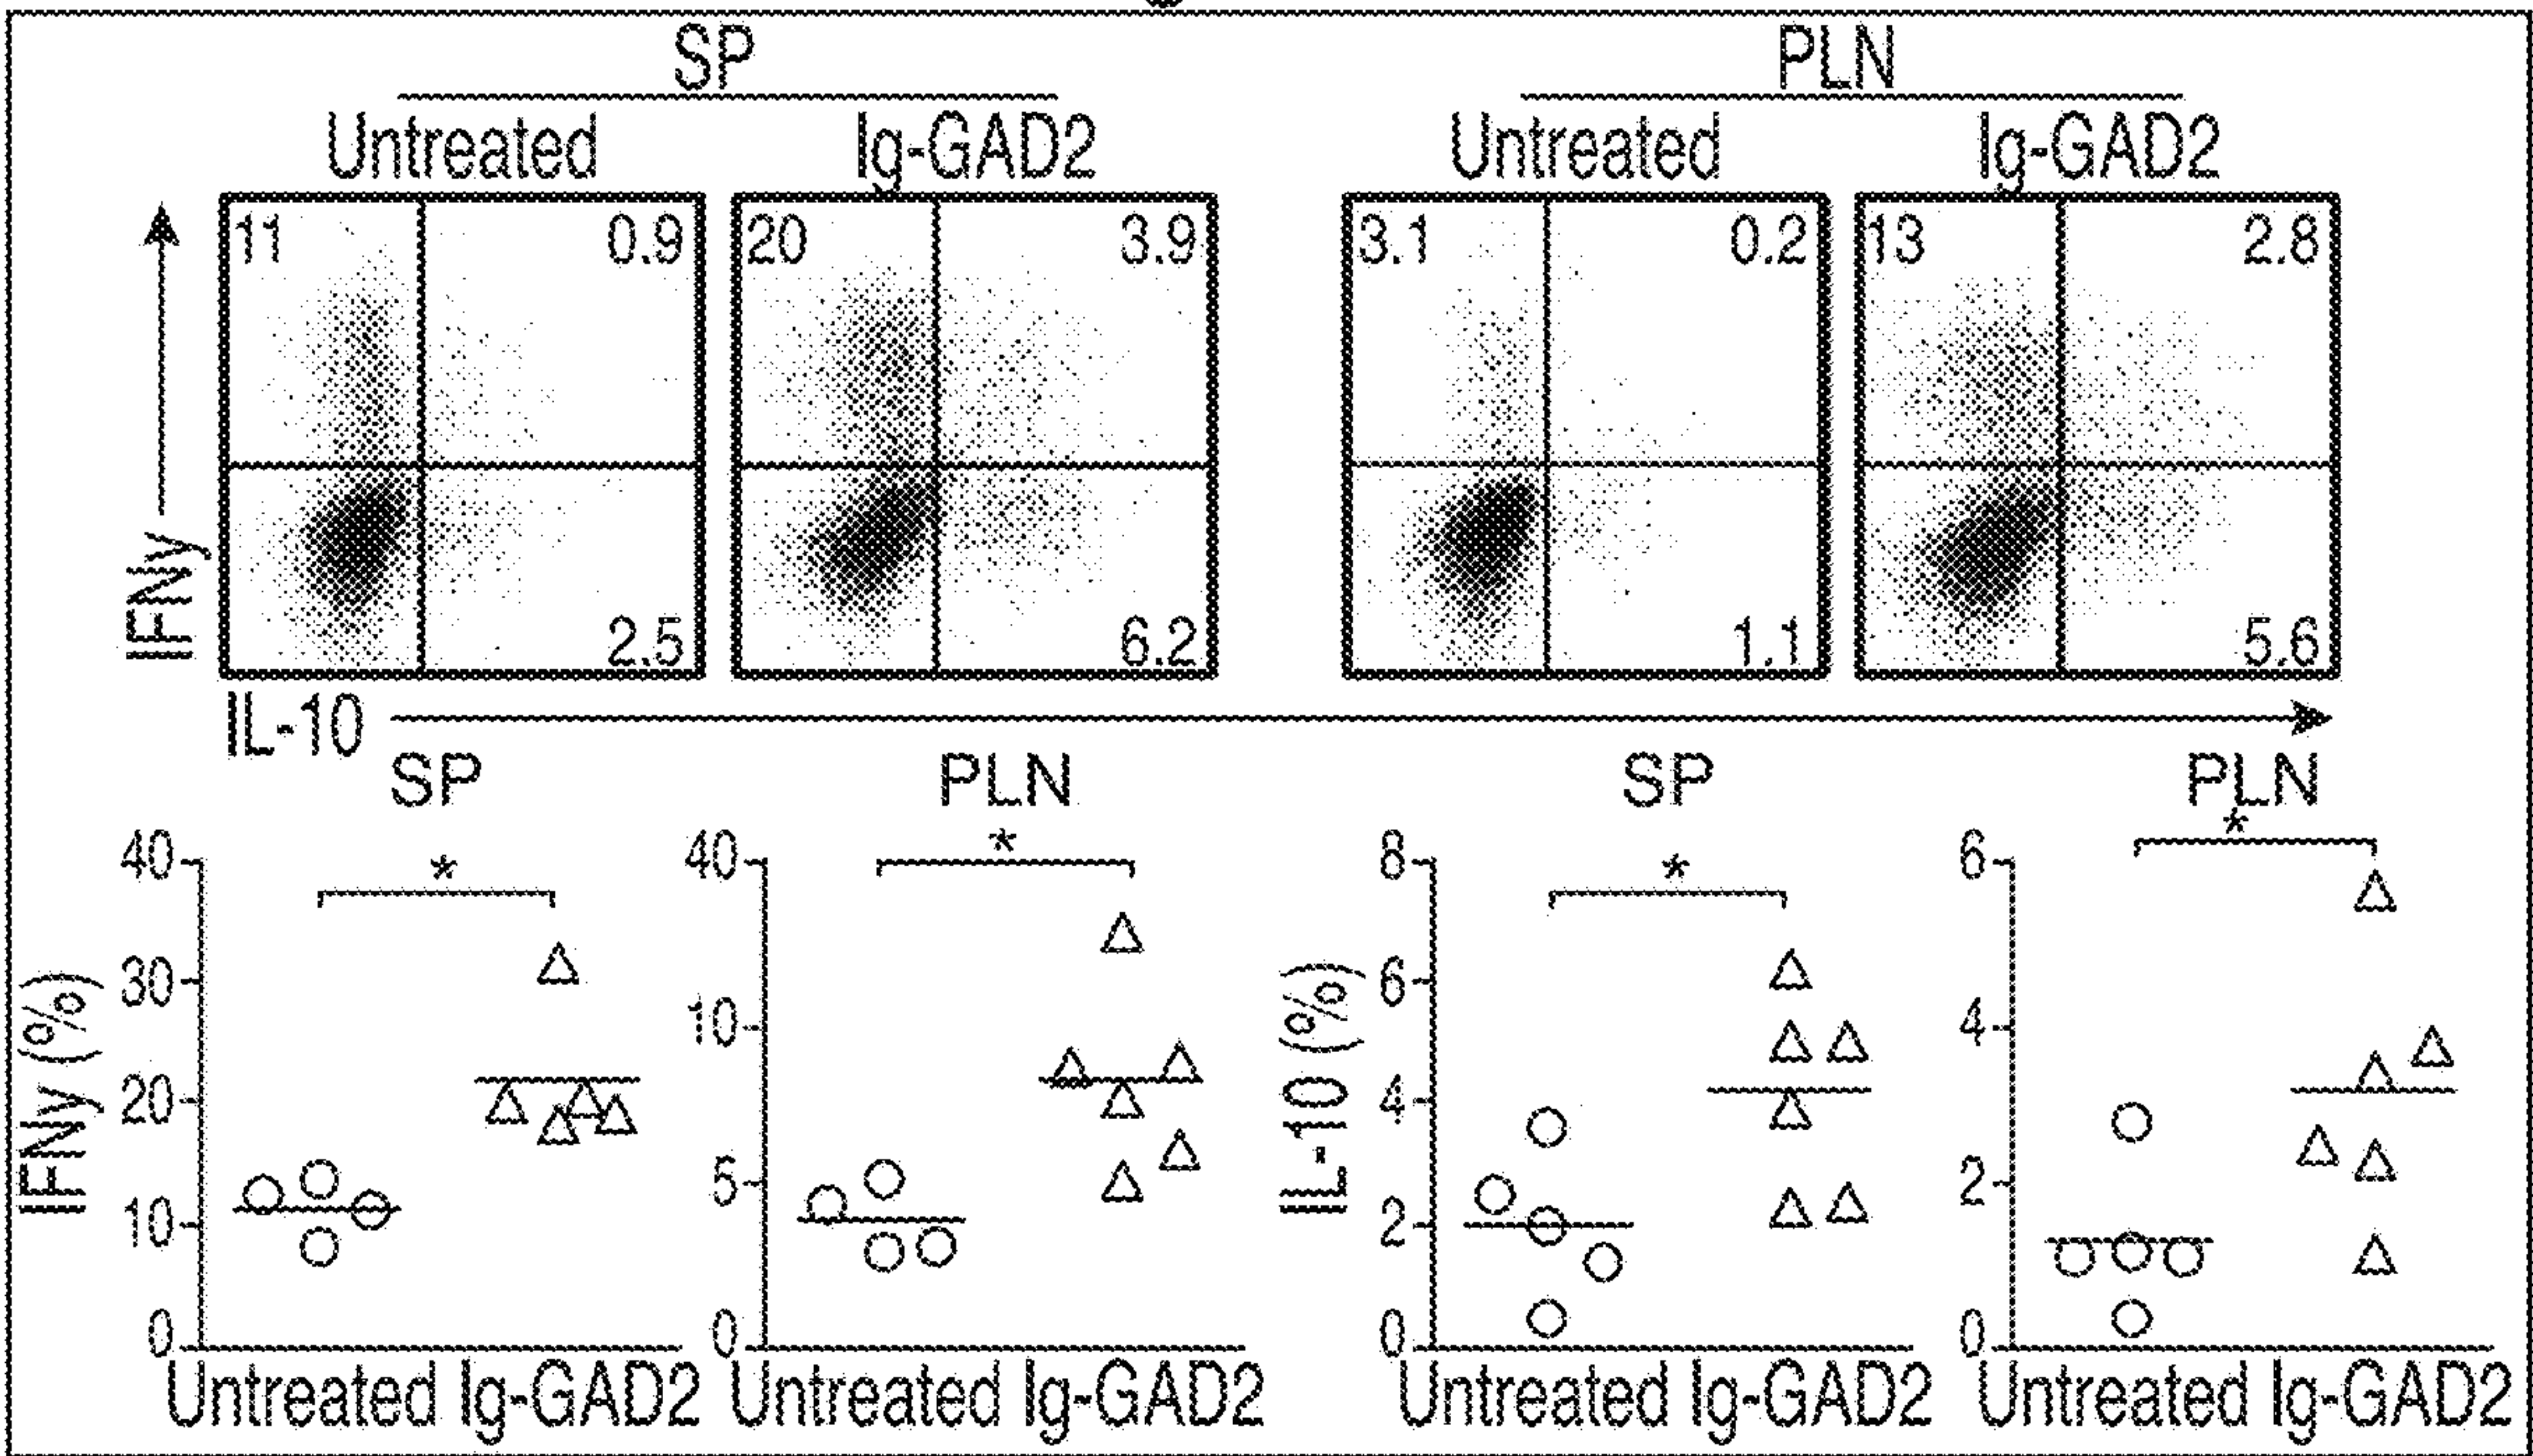 SP PLN
Untreated Ig-GAD2 Untreated Ig-GAD2
11 0.9 20 3.9 3.1 0.2 13 2.8
IFNγ
2.5 6.2 1.1 5.6
IL-10
SP PLN SP PLN
* * * *
IFNγ (%)
40
30
20
10
0
Untreated Ig-GAD2
40
10
5
0
Untreated Ig-GAD2
IL-10 (%)
8
6
4
2
0
Untreated Ig-GAD2
6
4
2
0
Untreated Ig-GAD2